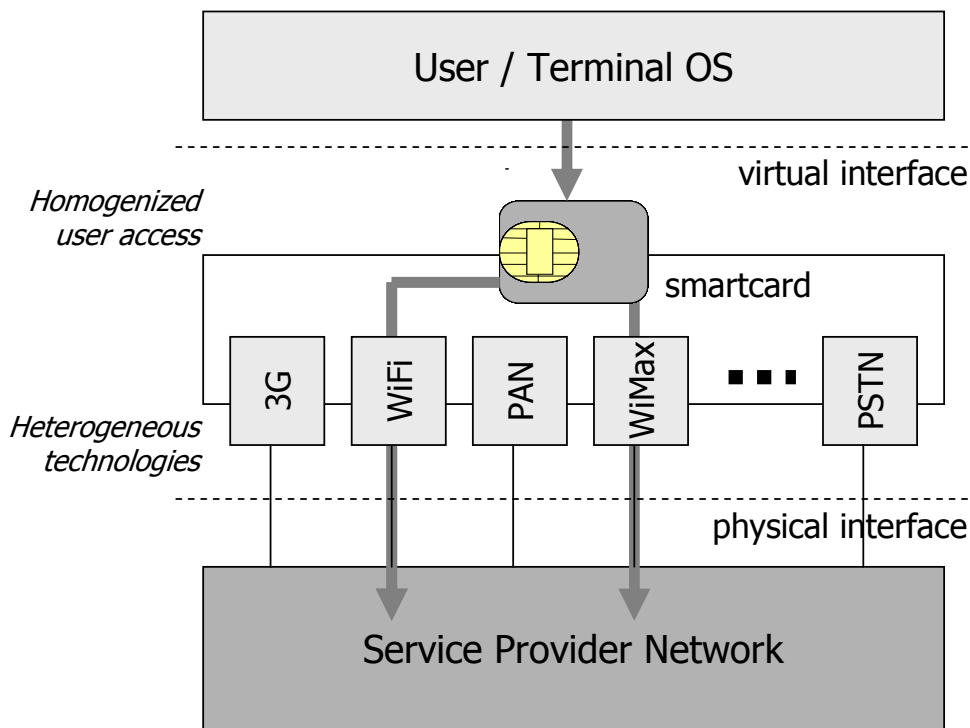 User / Terminal OS
virtual interface
Homogenized
user access
smartcard
3G
WiFi
PAN
WiMax
PSTN
Heterogeneous
technologies
physical interface
Service Provider Network